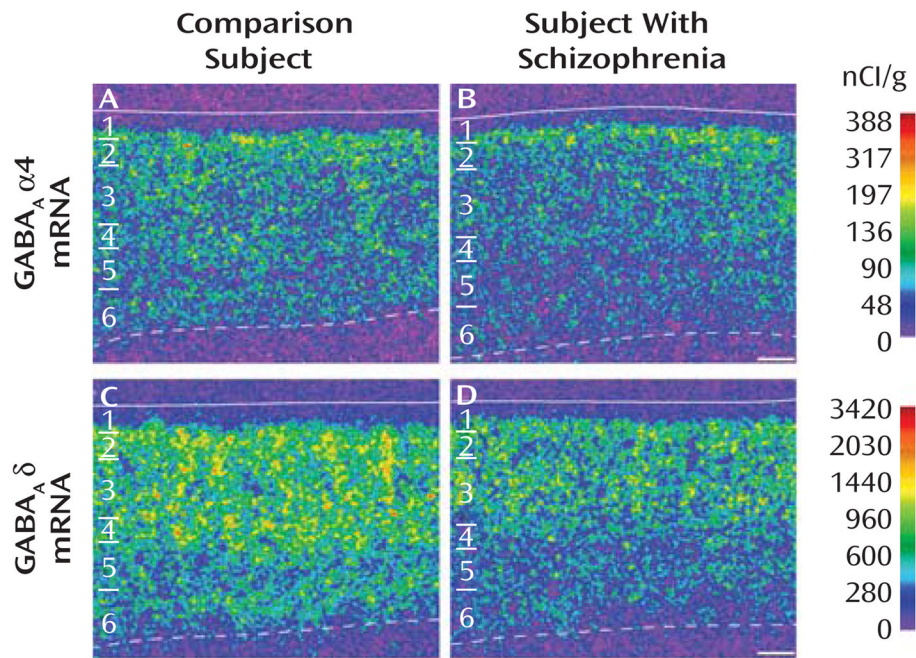 Comparison
Subject
Subject With
Schizophrenia
nCI/g
GABA_A α4
mRNA
A
1
2
3
4
5
6
B
1
2
3
4
5
6
388
317
197
136
90
48
0
GABA_A δ
mRNA
C
1
2
3
4
5
6
D
1
2
3
4
5
6
3420
2030
1440
960
600
280
0